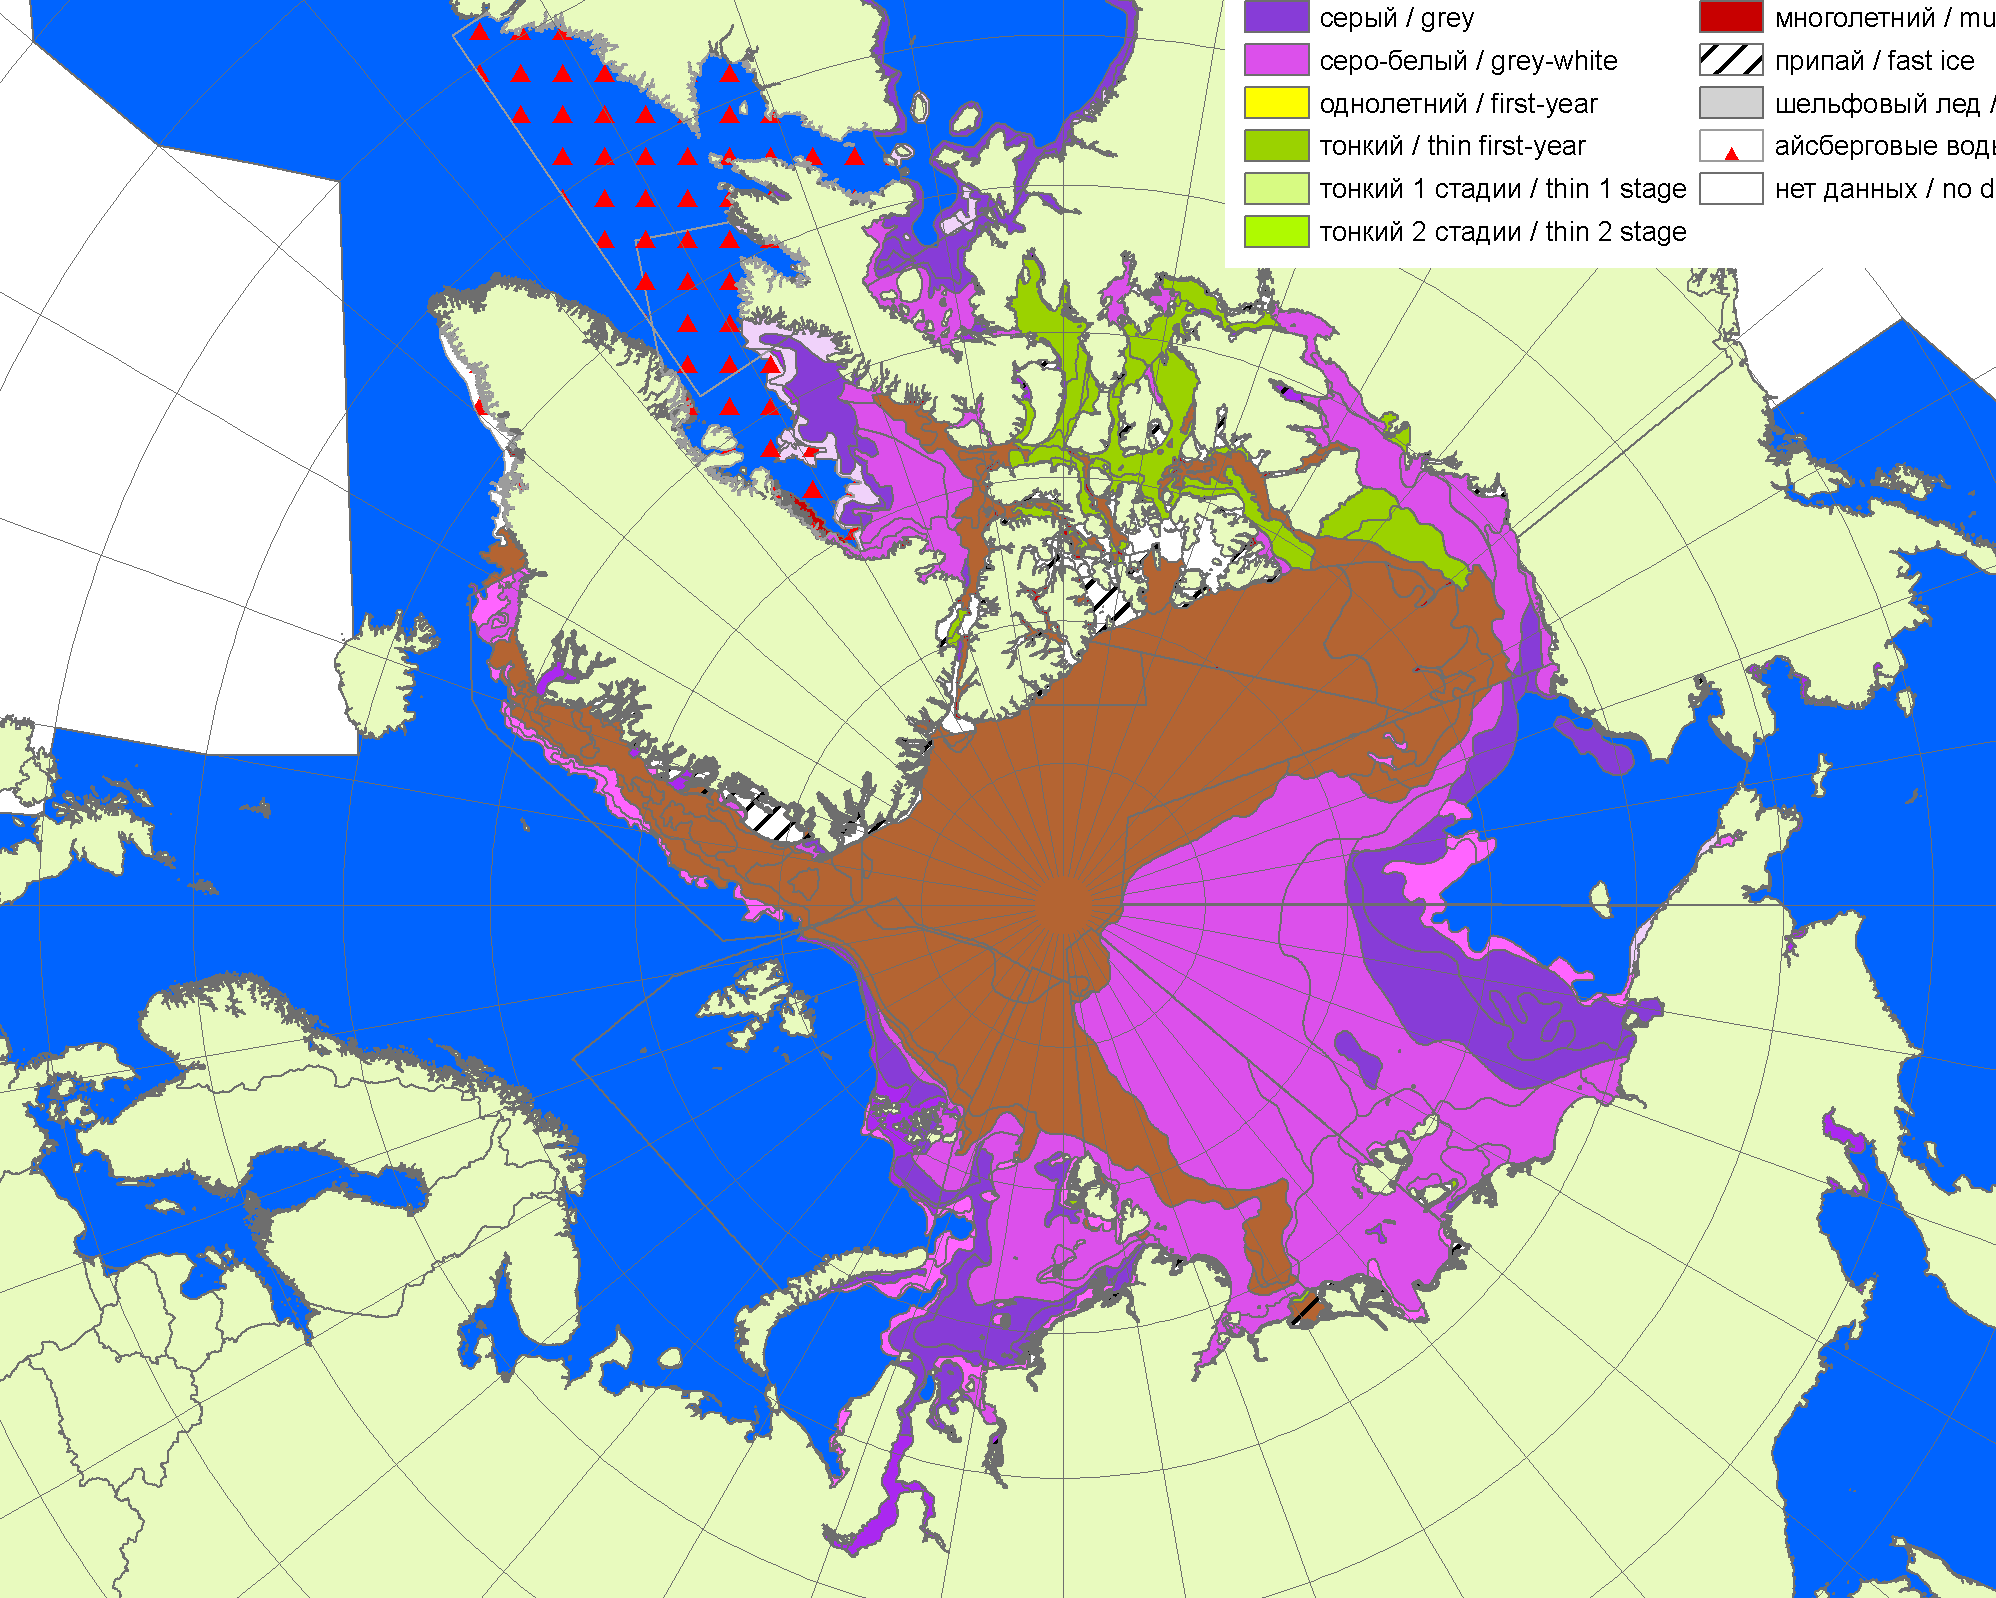 серый / grey
серо-белый / grey-white
однолетний / first-year
тонкий / thin first-year
тонкий 1 стадии / thin 1 stage
тонкий 2 стадии / thin 2 stage
многолетний / mu
припай / fast ice
шельфовый лед /
айсберговые
нет данных / no d